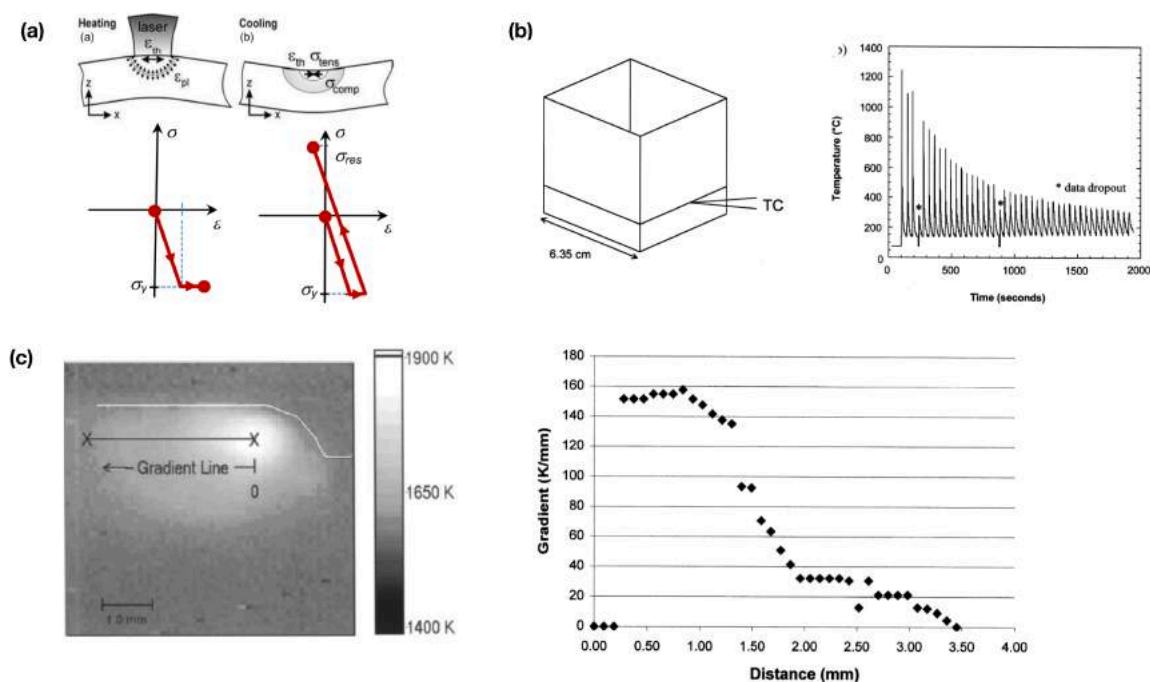 (a)
Heating
(a)
laser
εth
εpl
z
x
Cooling
(b)
εth σtens
σcomp
z
x
σ
ε
σY
σ
σres
ε
σy
(b)
TC
6.35 cm
)
Temperature (°C)
1400
1200
1000
800
600
400
200
0
* data dropout
0 500 1000 1500 2000
Time (seconds)
(c)
X X
Gradient Line
0
1.0 mm
1900 K
1650 K
1400 K
Gradient (K/mm)
180
160
140
120
100
80
60
40
20
0
0.00 0.50 1.00 1.50 2.00 2.50 3.00 3.50 4.00
Distance (mm)